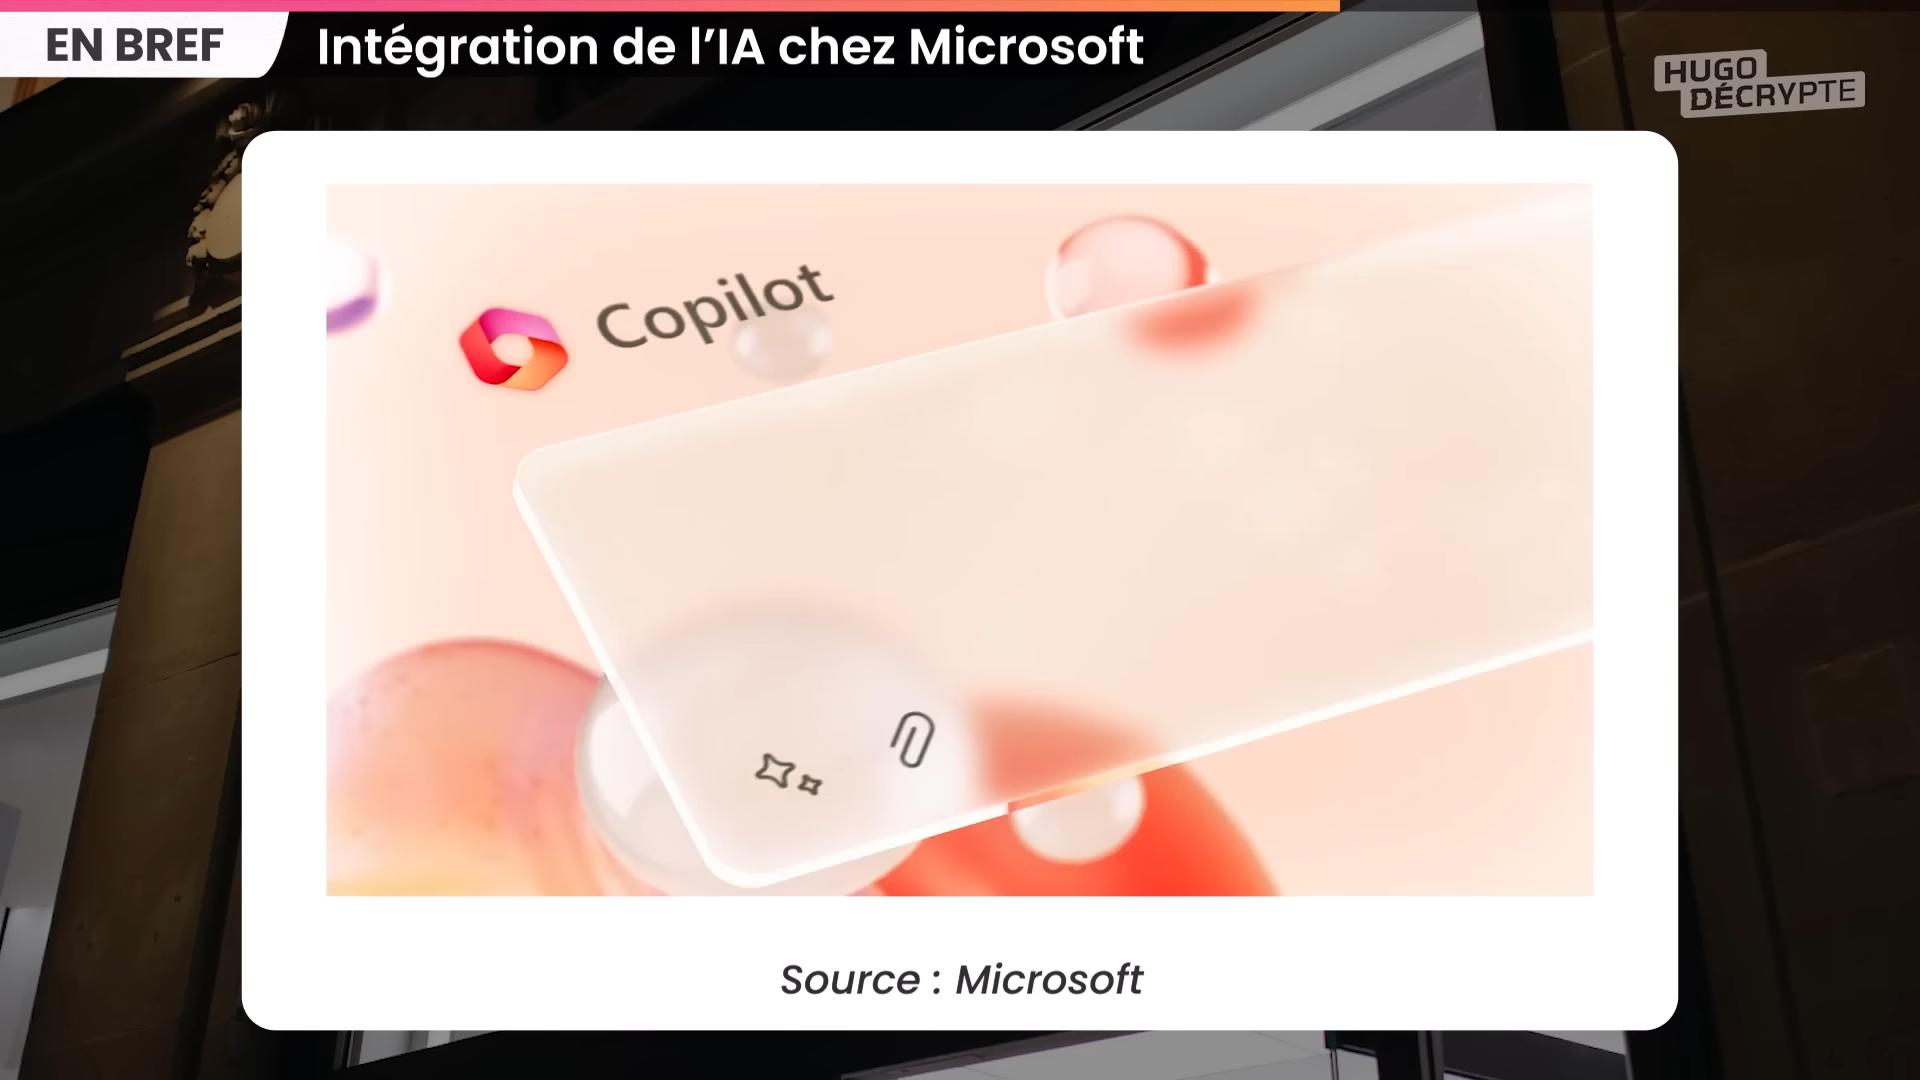 EN BREF
Intégration de l’IA chez Microsoft
HUGO
DÉCRYPTE
Copilot
Source : Microsoft